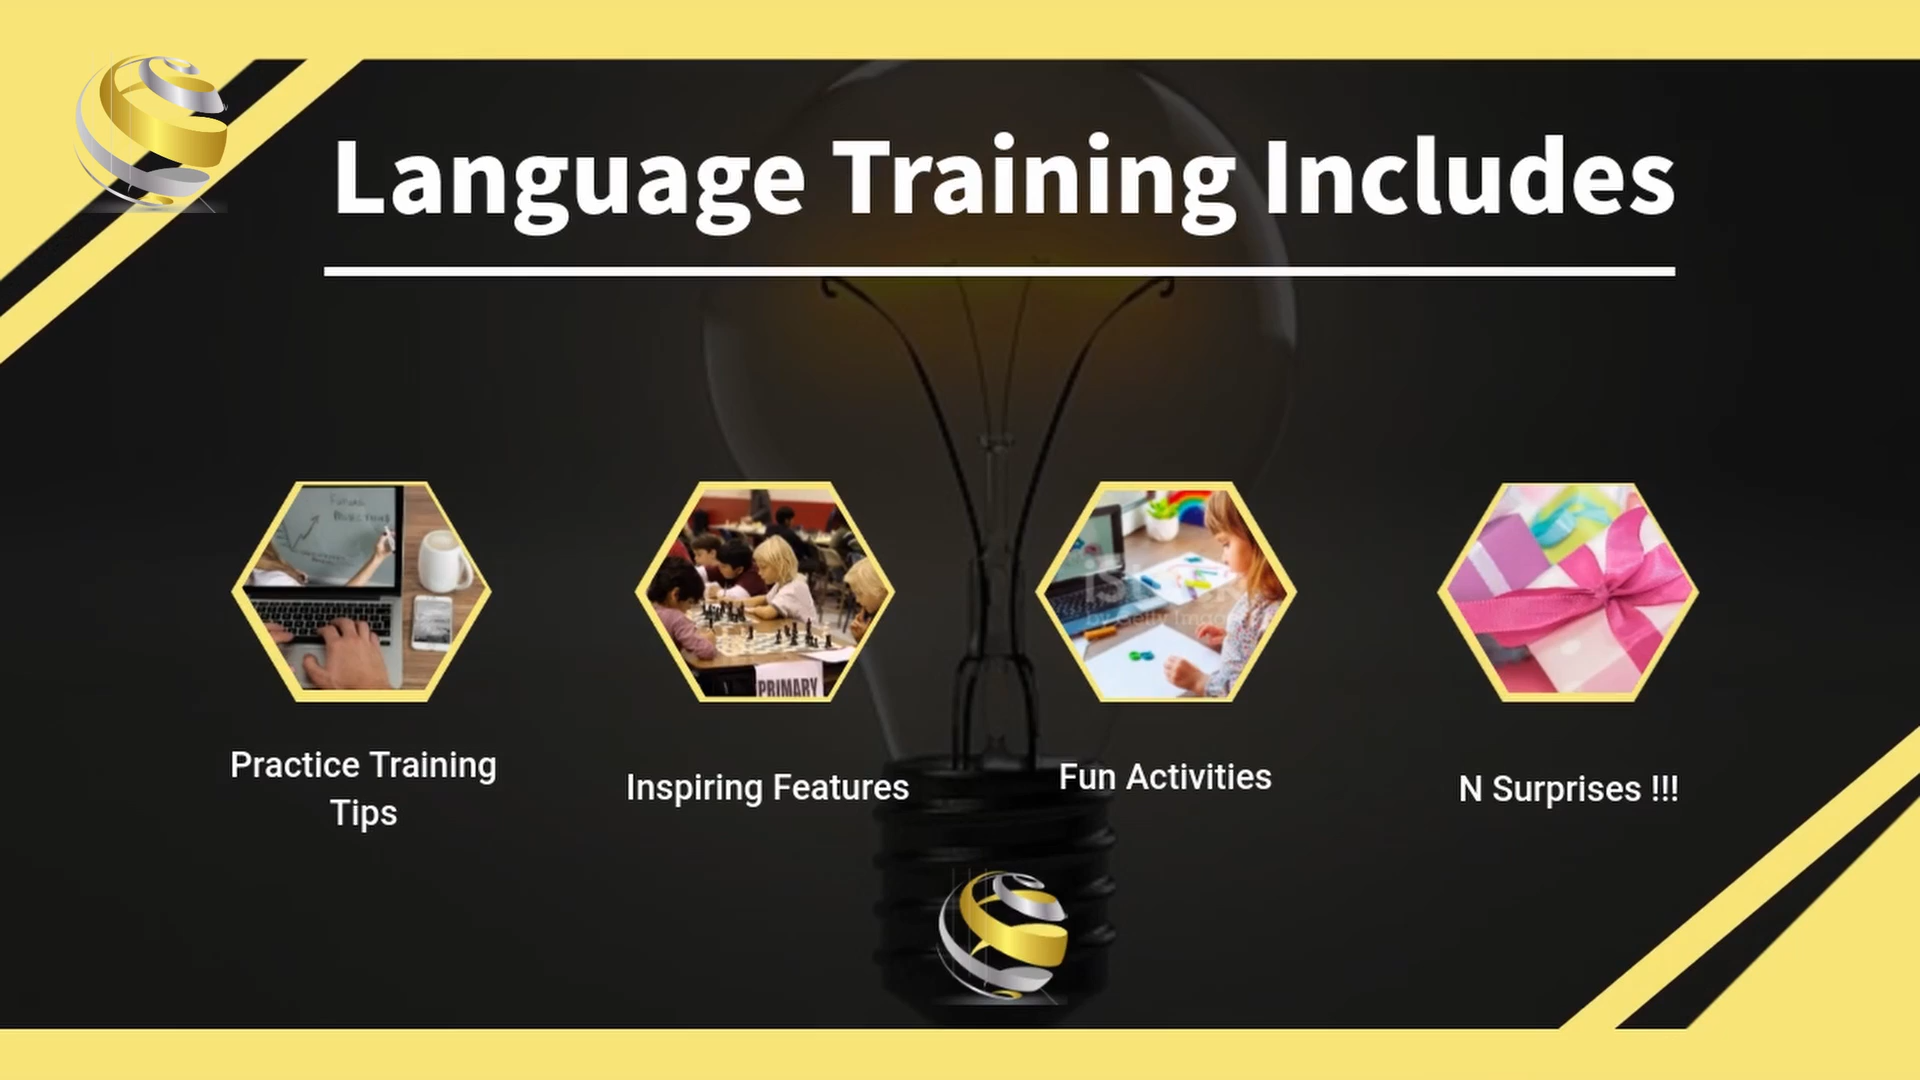 Language Training Includes
PRIMARY
Practice Training
Tips
Inspiring Features
Fun Activities
N Surprises !!!